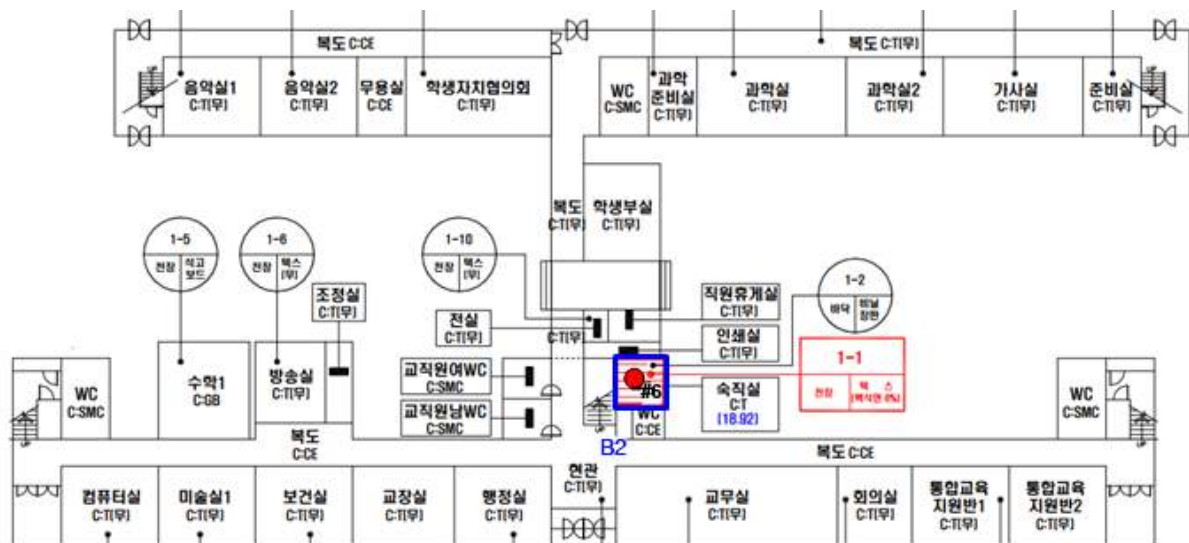 복도 C:CE
복도 C:T(무)
UP
음악실1
C:T(무)
음악실2
C:T(무)
무용실
C:CE
학생자치협의회
C:T(무)
WC
C:SMC
과학
준비실
C:T(무)
과학실
C:T(무)
과학실2
C:T(무)
가사실
C:T(무)
준비실
C:T(무)
UP
복도
C:T(무)
학생부실
C:T(무)
1-5
천장
석고
보드
1-6
천장
텍스
(무)
1-10
천장
텍스
(무)
1-2
바닥
비닐
장판
조정실
C:T(무)
전실
C:T(무)
C:T(무)
직원휴게실
C:T(무)
인쇄실
C:T(무)
1-1
천장
텍 스
WC
C:SMC
수학1
C:GB
방송실
C:T(무)
교직원여WC
C:SMC
교직원남WC
C:SMC
#6
숙직실
C:T
[18.92]
WC
C:CE
B2
WC
C:SMC
UP
UP
복도
C:CE
복도 C:CE
현관
C:T(무)
컴퓨터실
C:T(무)
미술실1
C:T(무)
보건실
C:T(무)
교장실
C:T(무)
행정실
C:T(무)
교무실
C:T(무)
회의실
C:T(무)
통합교육
지원반1
C:T(무)
통합교육
지원반2
C:T(무)